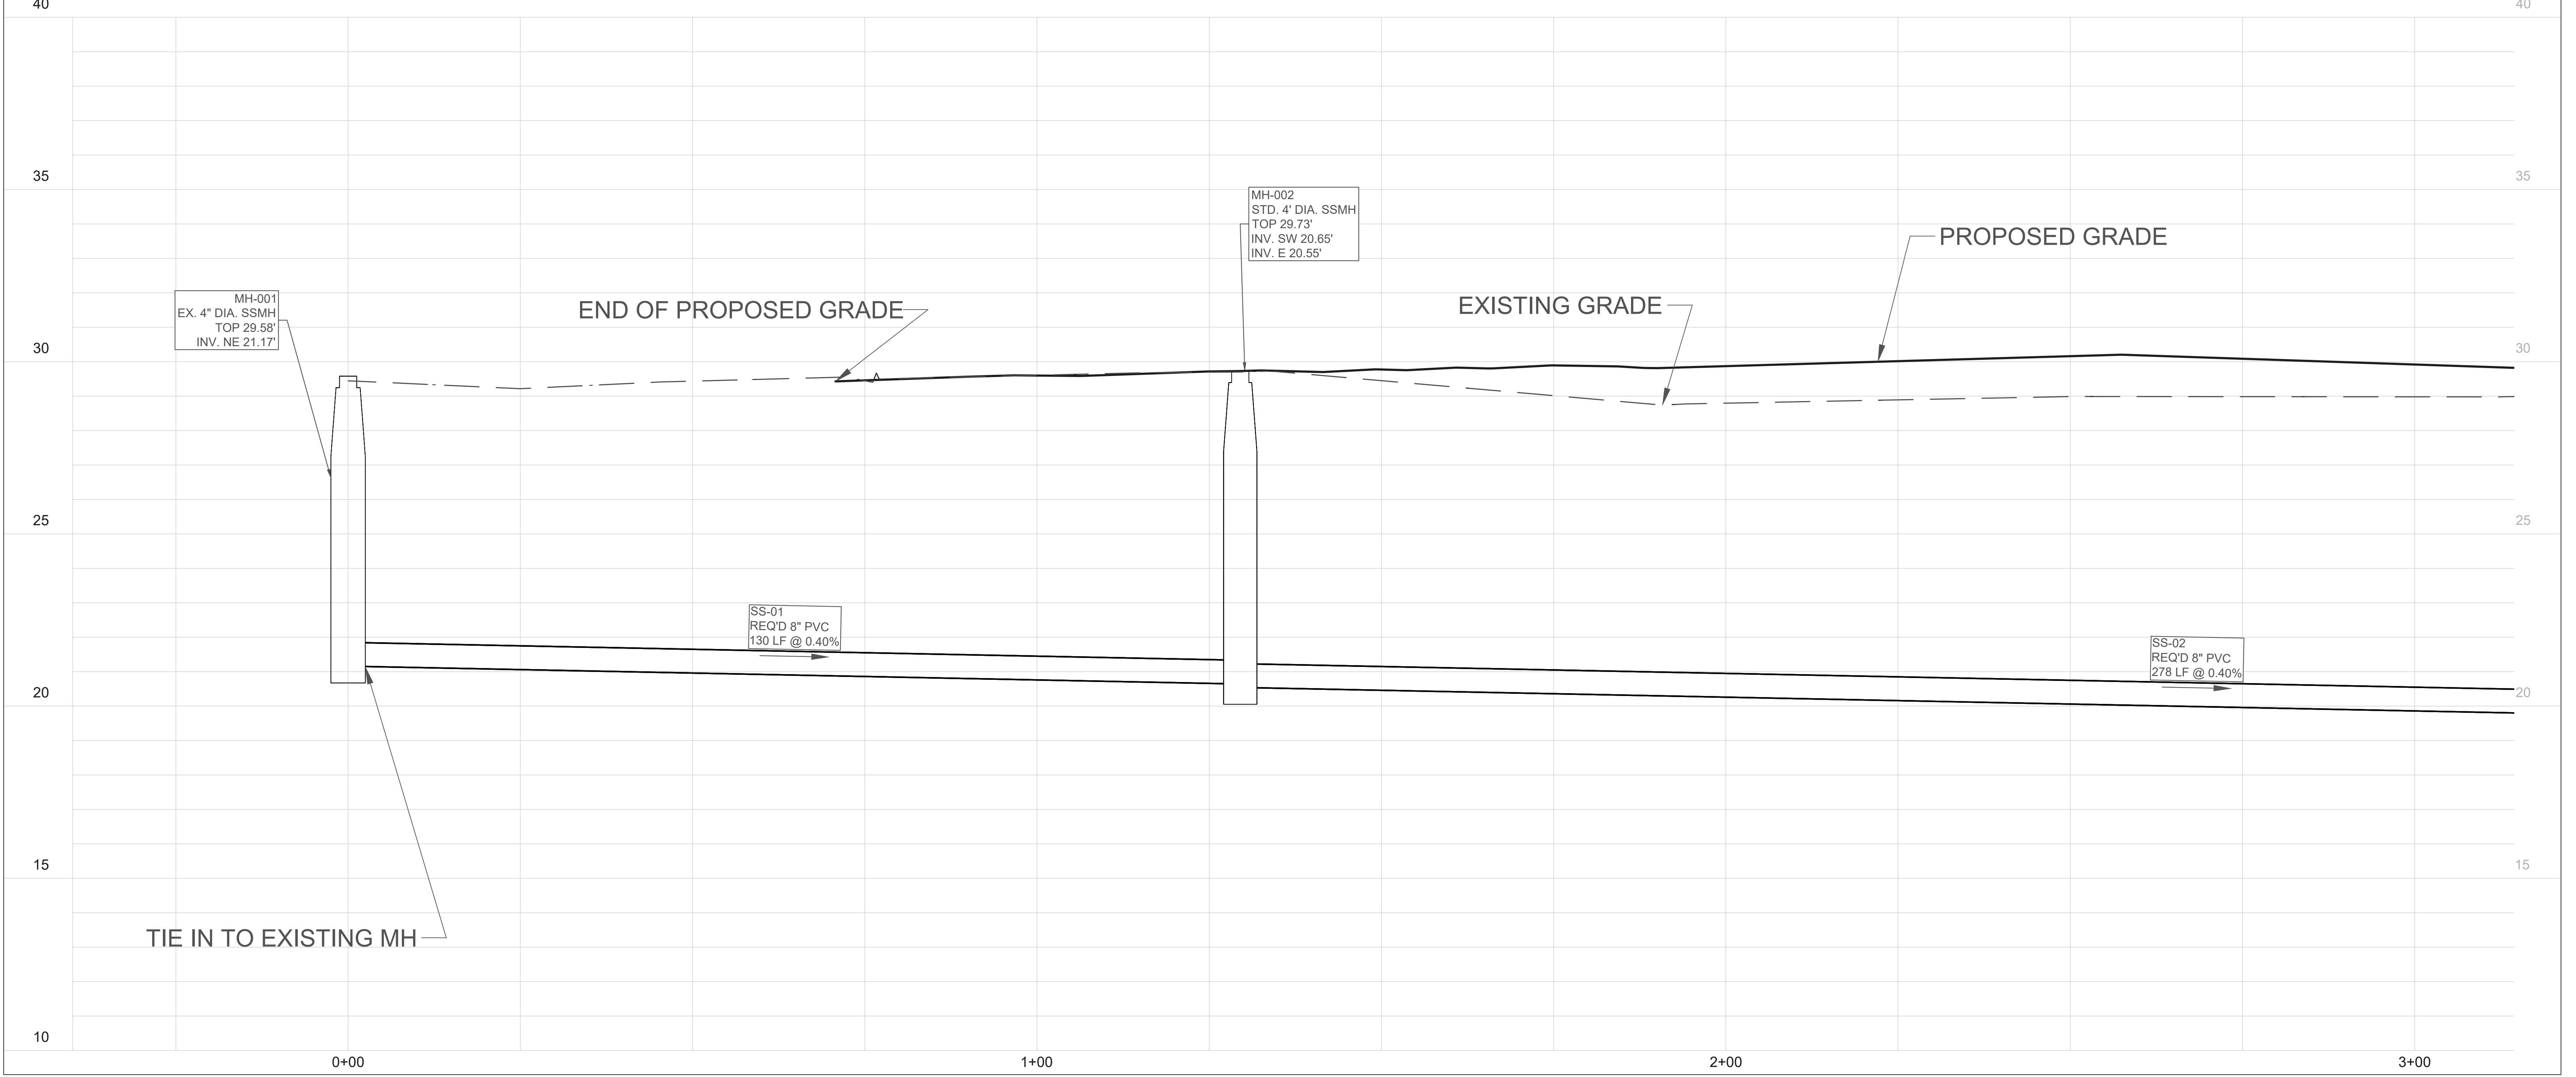 40
40
35
35
MH-002
STD. 4' DIA. SSMH
TOP 29.73'
INV. SW 20.65'
INV. E 20.55'
PROPOSED GRADE
MH-001
EX. 4" DIA. SSMH
TOP 29.58'
INV. NE 21.17'
END OF PROPOSED GRADE
EXISTING GRADE
30
30
25
25
SS-01
REQ'D 8" PVC
130 LF @ 0.40%
SS-02
REQ'D 8" PVC
278 LF @ 0.40%
20
20
15
15
TIE IN TO EXISTING MH
10
0+00
1+00
2+00
3+00